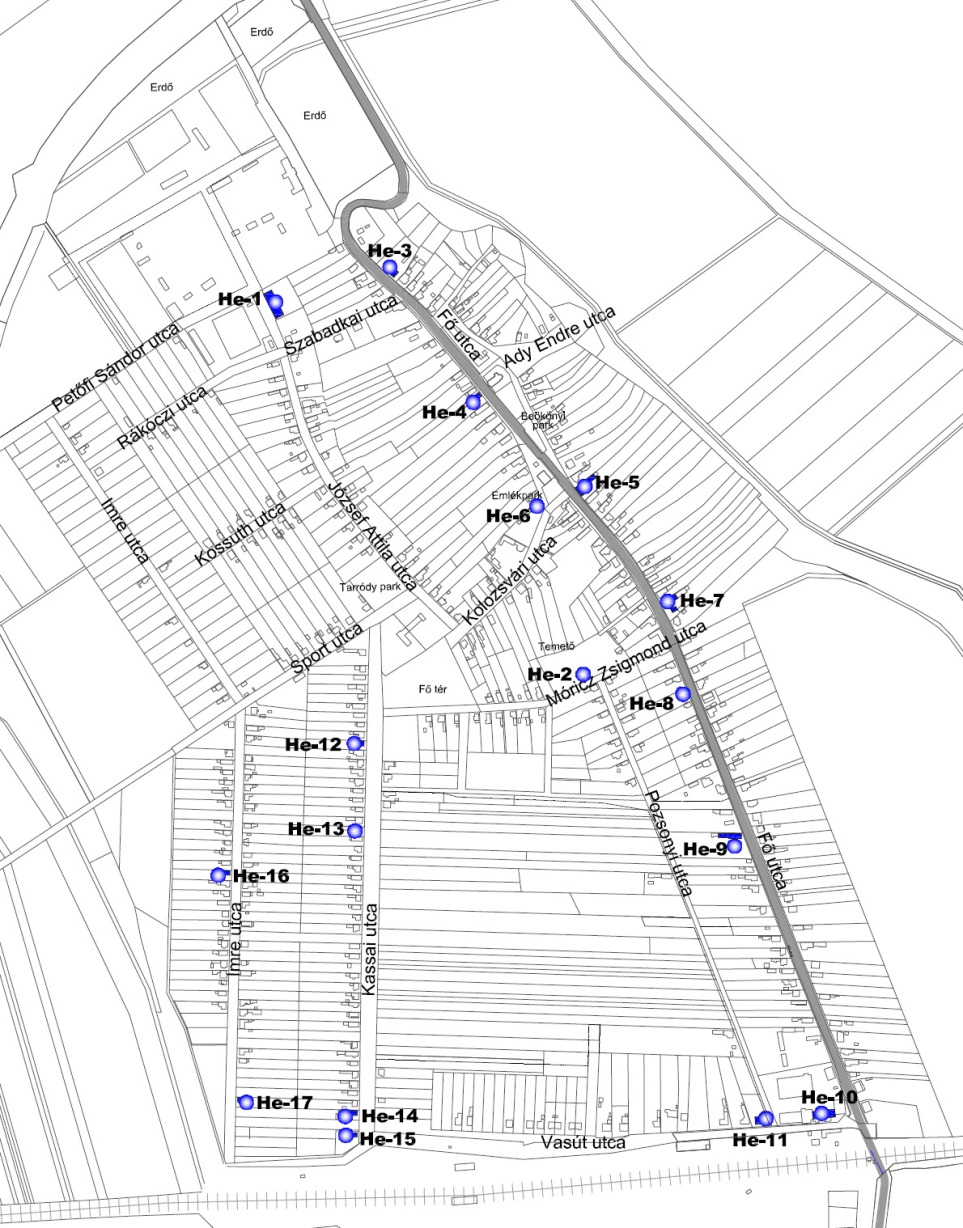 Erdő
Erdő
Erdő
He-3
He-1
Szabadkai utca
Fő utca
Ady Endre utca
Petőfi Sándor utca
Rákóczi utca
He-4
Beökönyi
park
He-5
Imre utca
Kossuth utca
József Attila utca
Emlékpark
He-6
Kolozsvári utca
Tarródy park
He-7
Sport utca
Temető
Móricz Zsigmond utca
He-2
Fő tér
He-8
He-12
He-13
Pozsonyi utca
He-9
Fő utca
He-16
Imre utca
Kassai utca
He-17
He-14
He-15
He-10
He-11
Vasút utca